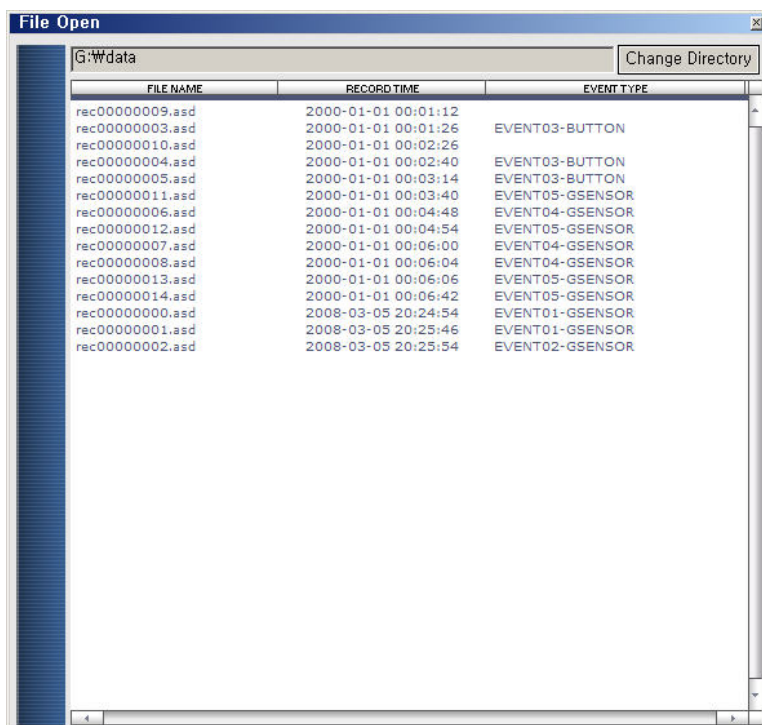 File Open
G:₩data
Change Directory
FILE NAME RECORD TIME EVENT TYPE
rec00000009.asd 2000-01-01 00:01:12
rec00000003.asd 2000-01-01 00:01:26 EVENT03-BUTTON
rec00000010.asd 2000-01-01 00:02:26
rec00000004.asd 2000-01-01 00:02:40 EVENT03-BUTTON
rec00000005.asd 2000-01-01 00:03:14 EVENT03-BUTTON
rec00000011.asd 2000-01-01 00:03:40 EVENT05-GSENSOR
rec00000006.asd 2000-01-01 00:04:48 EVENT04-GSENSOR
rec00000012.asd 2000-01-01 00:04:54 EVENT05-GSENSOR
rec00000007.asd 2000-01-01 00:06:00 EVENT04-GSENSOR
rec00000008.asd 2000-01-01 00:06:04 EVENT04-GSENSOR
rec00000013.asd 2000-01-01 00:06:06 EVENT05-GSENSOR
rec00000014.asd 2000-01-01 00:06:42 EVENT05-GSENSOR
rec00000000.asd 2008-03-05 20:24:54 EVENT01-GSENSOR
rec00000001.asd 2008-03-05 20:25:46 EVENT01-GSENSOR
rec00000002.asd 2008-03-05 20:25:54 EVENT02-GSENSOR